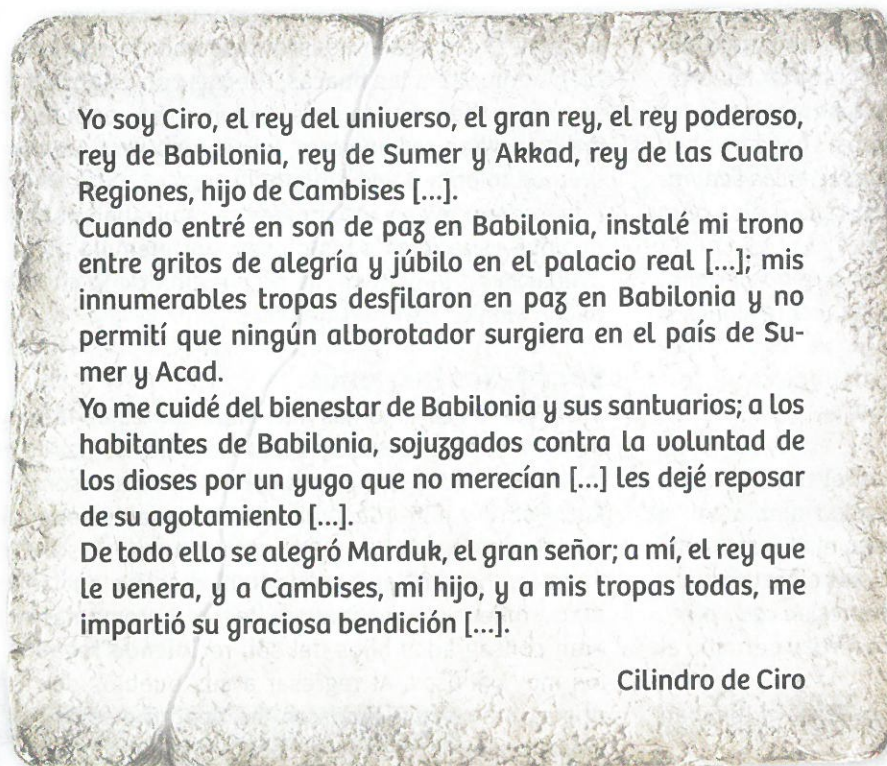 Yo soy Ciro, el rey del universo, el gran rey, el rey poderoso,
rey de Babilonia, rey de Sumer y Akkad, rey de las Cuatro
Regiones, hijo de Cambises [...].
Cuando entré en son de paz en Babilonia, instalé mi trono
entre gritos de alegría y júbilo en el palacio real [...]; mis
innumerables tropas desfilaron en paz en Babilonia y no
permití que ningún alborotador surgiera en el país de Su-
mer y Acad.
Yo me cuidé del bienestar de Babilonia y sus santuarios; a los
habitantes de Babilonia, sojuzgados contra la voluntad de
los dioses por un yugo que no merecían [...] les dejé reposar
de su agotamiento [...].
De todo ello se alegró Marduk, el gran señor; a mí, el rey que
le venera, y a Cambises, mi hijo, y a mis tropas todas, me
impartió su graciosa bendición [...].
Cilindro de Ciro